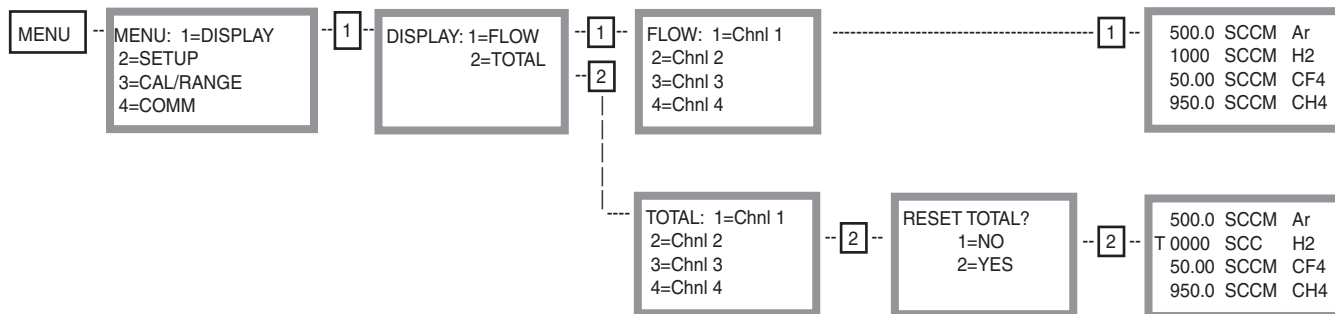 MENU
MENU: 1=DISPLAY
2=SETUP
3=CAL/RANGE
4=COMM
1
DISPLAY: 1=FLOW
2=TOTAL
1
2
FLOW: 1=Chnl 1
2=Chnl 2
3=Chnl 3
4=Chnl 4
1
500.0 SCCM Ar
1000 SCCM H2
50.00 SCCM CF4
950.0 SCCM CH4
TOTAL: 1=Chnl 1
2=Chnl 2
3=Chnl 3
4=Chnl 4
2
RESET TOTAL?
1=NO
2=YES
2
500.0 SCCM Ar
T 0000 SCC H2
50.00 SCCM CF4
950.0 SCCM CH4